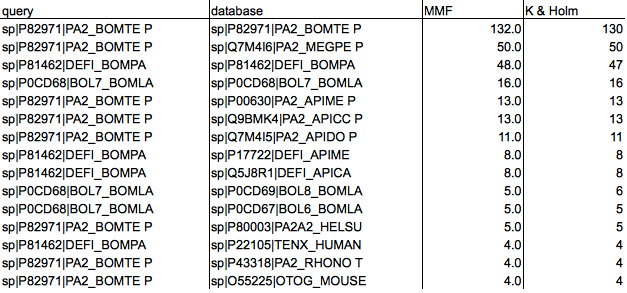 query database MMF K & Holm
sp|P82971|PA2_BOMTE P sp|P82971|PA2_BOMTE P 132.0 130
sp|P82971|PA2_BOMTE P sp|Q7M4I6|PA2_MEGPE P 50.0 50
sp|P81462|DEFI_BOMPA sp|P81462|DEFI_BOMPA 48.0 47
sp|P0CD68|BOL7_BOMLA sp|P0CD68|BOL7_BOMLA 16.0 16
sp|P82971|PA2_BOMTE P sp|P00630|PA2_APIME P 13.0 13
sp|P82971|PA2_BOMTE P sp|Q9BMK4|PA2_APICC P 13.0 13
sp|P82971|PA2_BOMTE P sp|Q7M4I5|PA2_APIDO P 11.0 11
sp|P81462|DEFI_BOMPA sp|P17722|DEFI_APIME 8.0 8
sp|P81462|DEFI_BOMPA sp|Q5J8R1|DEFI_APICA 8.0 8
sp|P0CD68|BOL7_BOMLA sp|P0CD69|BOL8_BOMLA 5.0 6
sp|P0CD68|BOL7_BOMLA sp|P0CD67|BOL6_BOMLA 5.0 5
sp|P82971|PA2_BOMTE P sp|P80003|PA2A2_HELSU 5.0 5
sp|P81462|DEFI_BOMPA sp|P22105|TENX_HUMAN 4.0 4
sp|P82971|PA2_BOMTE P sp|P43318|PA2_RHONO T 4.0 4
sp|P82971|PA2_BOMTE P sp|O55225|OTOG_MOUSE 4.0 4